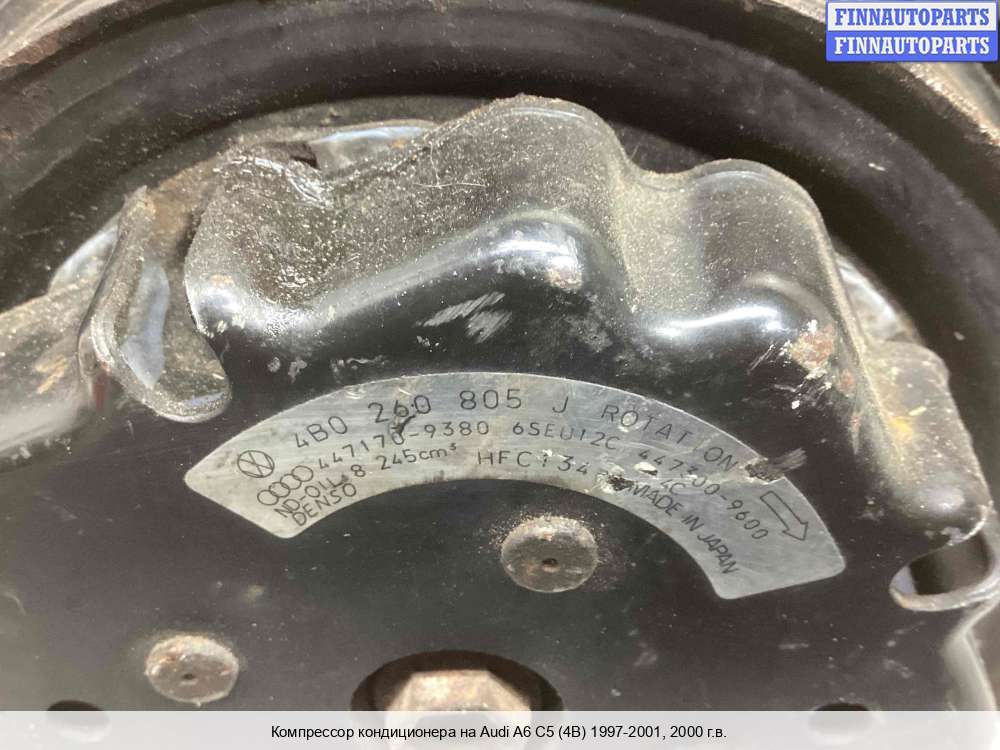 FINNAUTOPARTS
FINNAUTOPARTS
4B0 260 805 J ROTATION
447170-9380 6SEU12C 447300-9600
ND-OIL 8 245cm³ HFC134
DENSO MADE IN JAPAN
Компрессор кондиционера на Audi A6 C5 (4B) 1997-2001, 2000 г.в.